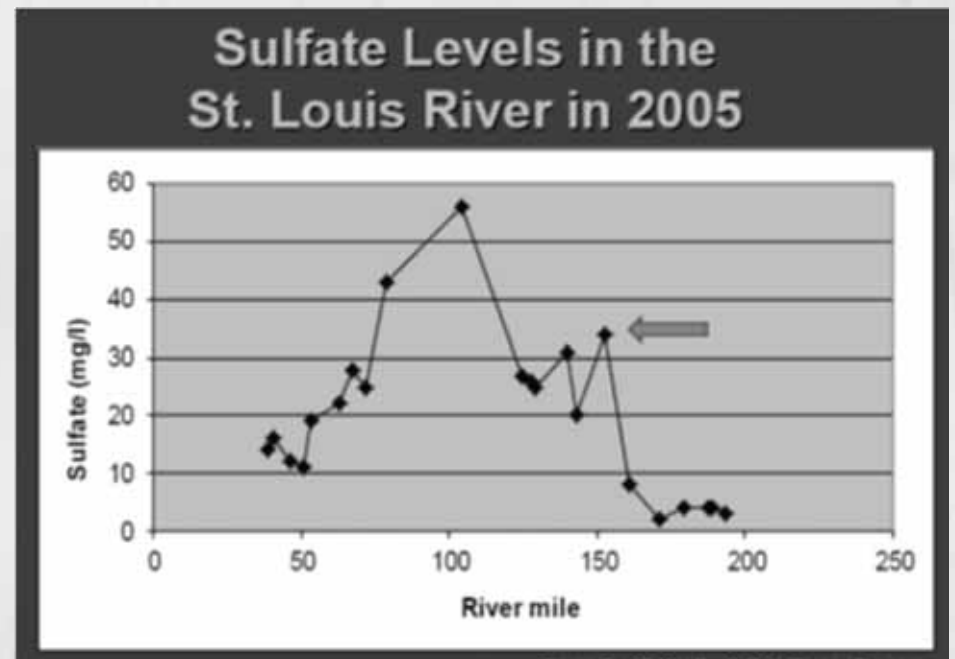 Sulfate Levels in the
St. Louis River in 2005
60
50
40
30
20
10
0
Sulfate (mg/l)
0 50 100 150 200 250
River mile